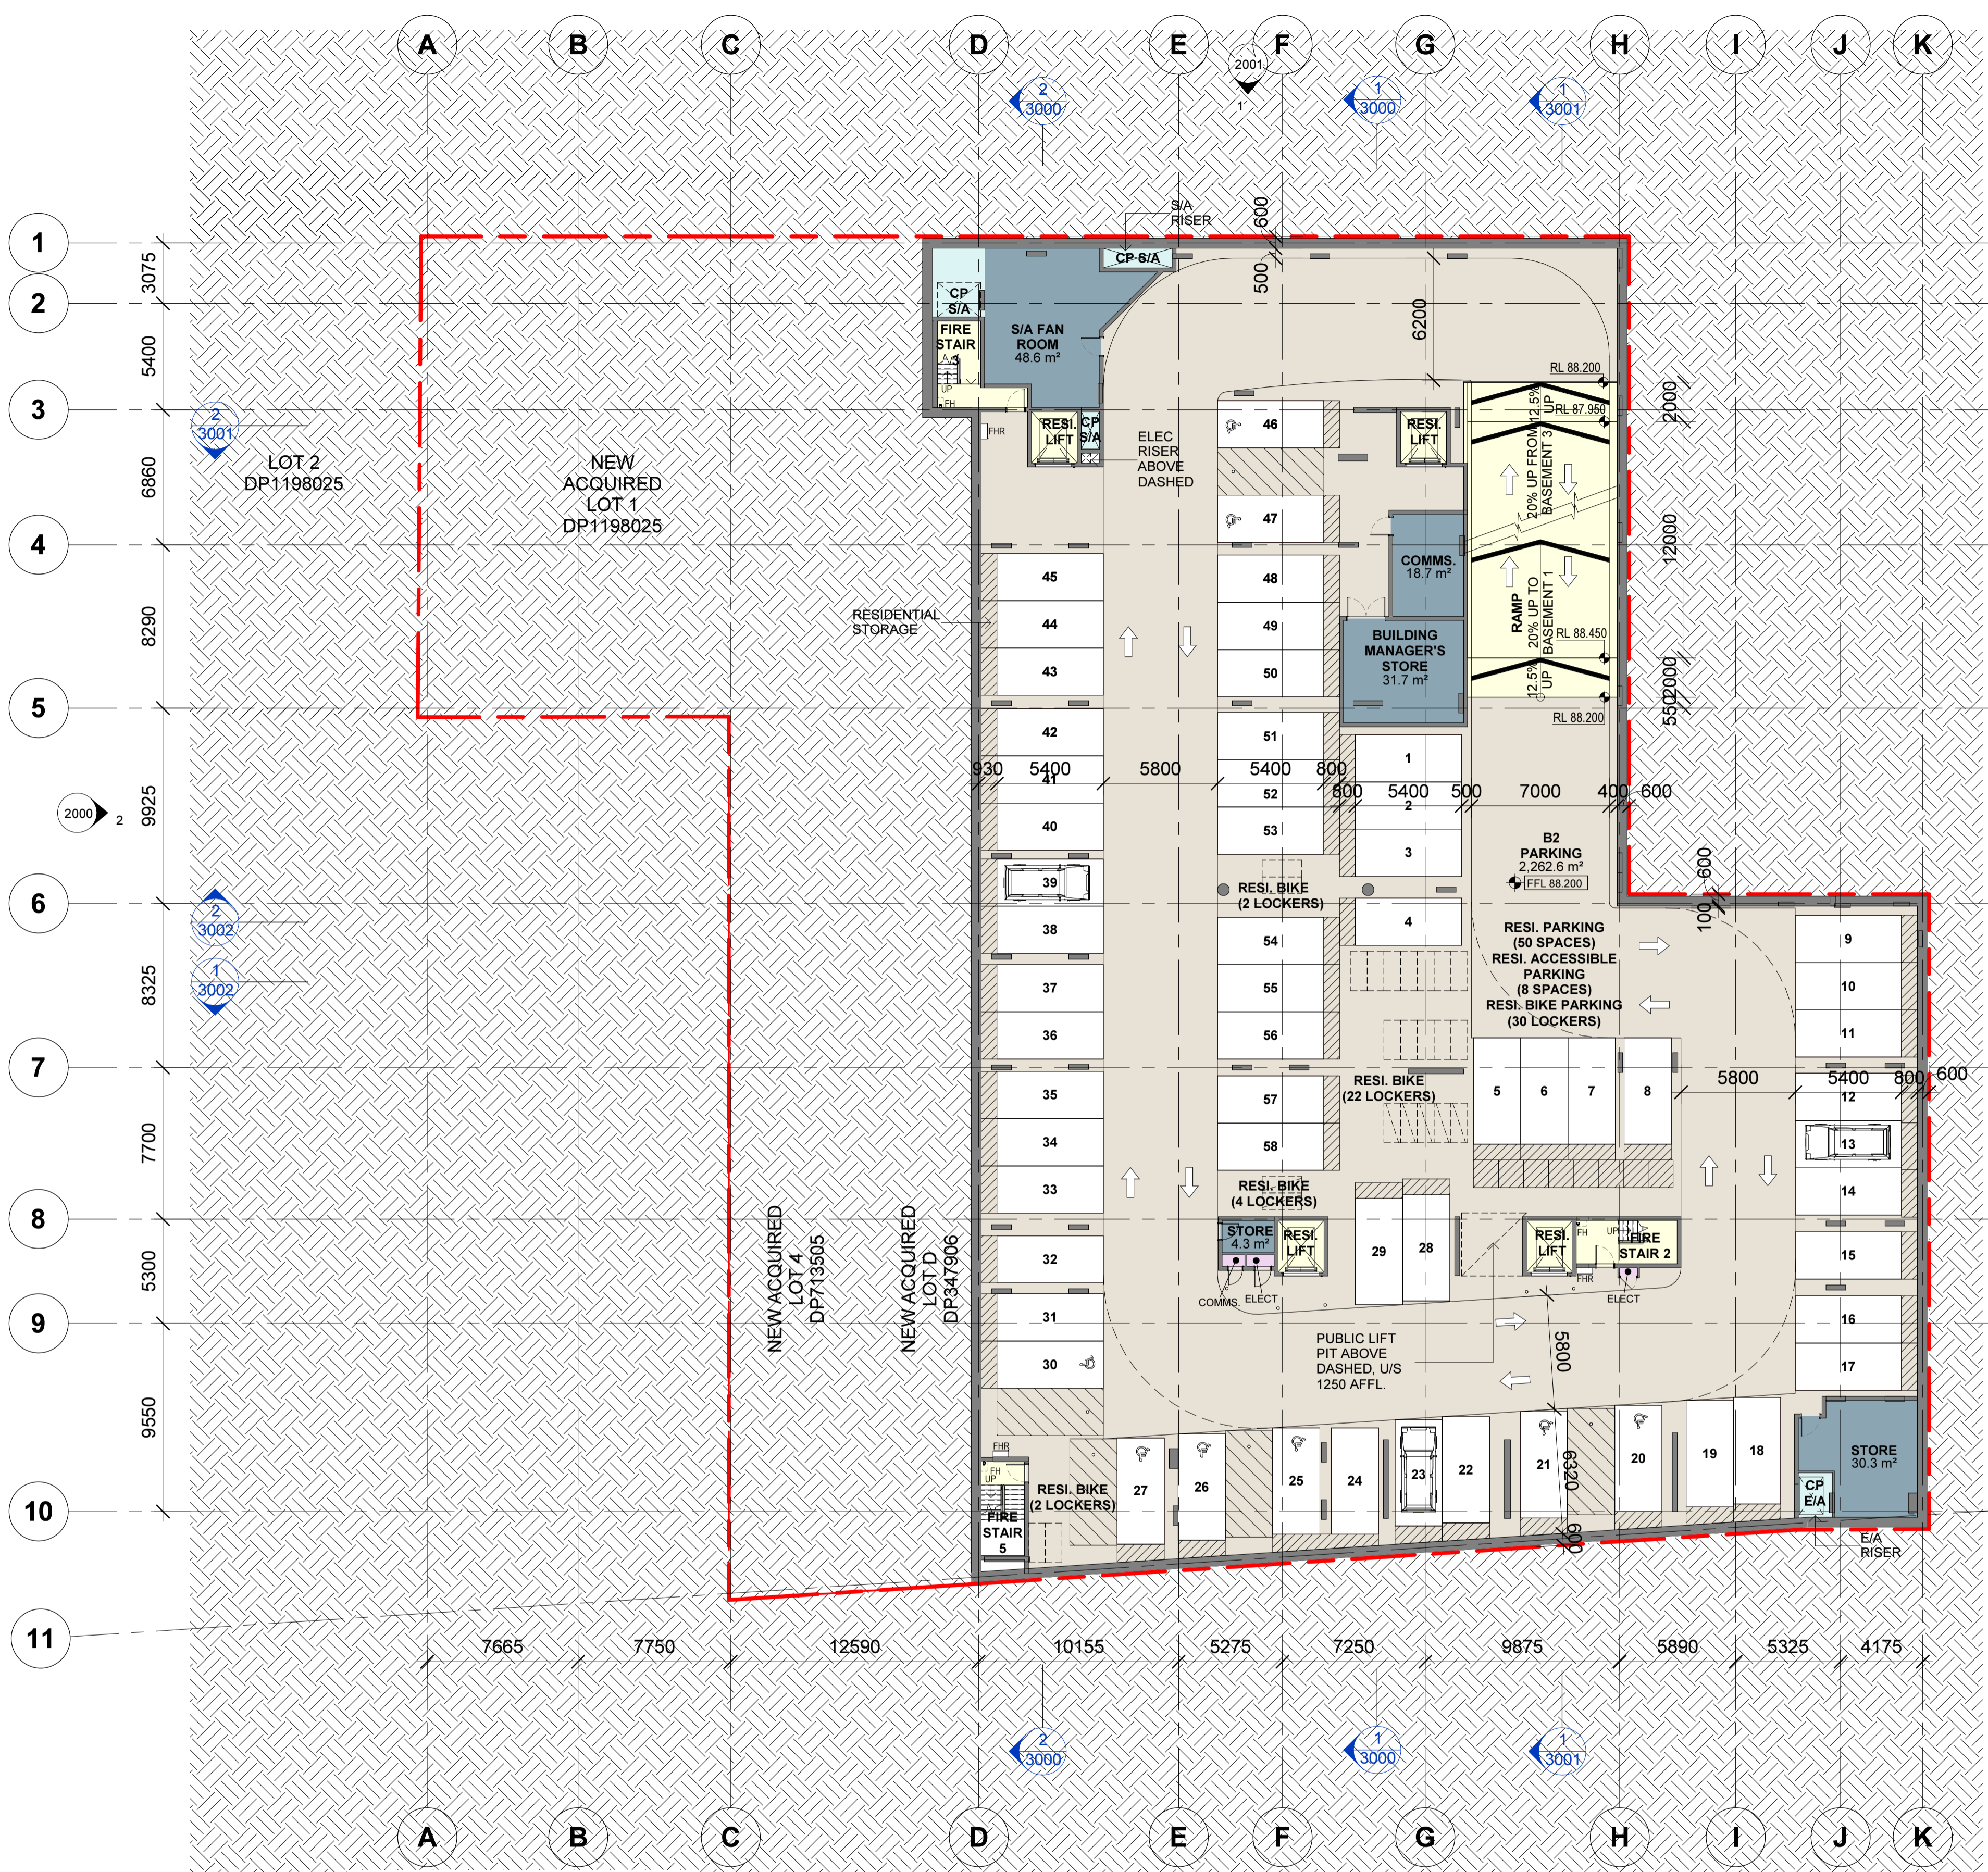 A B C D E F G H I J K
2001
1
2
3000
1
3000
1
3001
S/A
RISER
600
500
6200
1
3075
2
5400
3
6860
4
8290
5
9925
6
8325
7
7700
8
5300
9
9550
10
11
CP S/A
CP
S/A
FIRE
STAIR
3
UP
FH
S/A FAN
ROOM
48.6 m²
FHR
RESI.
LIFT
CP
S/A
ELEC
RISER
ABOVE
DASHED
46
47
RESI.
LIFT
RL 88.200
12.5%
UP
RL 87.950
20% UP FROM
BASEMENT 3
2000
12000
2
3001
LOT 2
DP1198025
NEW
ACQUIRED
LOT 1
DP1198025
COMMS.
18.7 m²
RAMP
20% UP TO
BASEMENT 1
RL 88.450
12.5%
UP
RL 88.200
2000
550
BUILDING
MANAGER'S
STORE
31.7 m²
RESIDENTIAL
STORAGE
45
44
43
48
49
50
42
41
40
51
52
53
1
2
3
930 5400 5800 5400 800
800 5400 500 7000 400 600
2000
2
B2
PARKING
2,262.6 m²
FFL 88.200
39
38
RESI. BIKE
(2 LOCKERS)
4
600
100
2
3002
1
3002
RESI. PARKING
(50 SPACES)
RESI. ACCESSIBLE
PARKING
(8 SPACES)
RESI. BIKE PARKING
(30 LOCKERS)
9
10
11
54
55
56
37
36
35
34
33
57
58
RESI. BIKE
(22 LOCKERS)
5
6
7
8
5800 5400 800 600
12
13
14
RESI. BIKE
(4 LOCKERS)
NEW ACQUIRED
LOT 4
DP713505
NEW ACQUIRED
LOT D
DP347906
32
31
30
STORE
4.3 m²
RESI.
LIFT
COMMS.
ELECT
29
28
RESI.
LIFT
FH
UP
FIRE
STAIR 2
FHR
ELECT
15
16
17
PUBLIC LIFT
PIT ABOVE
DASHED, U/S
1250 AFFL.
5800
6320
600
FHR
FH
UP
FIRE
STAIR
5
RESI. BIKE
(2 LOCKERS)
27
26
25
24
23
22
21
20
19
18
STORE
30.3 m²
CP
E/A
E/A
RISER
7665 7750 12590 10155 5275 7250 9875 5890 5325 4175
2
3000
1
3000
1
3001
A B C D E F G H I J K